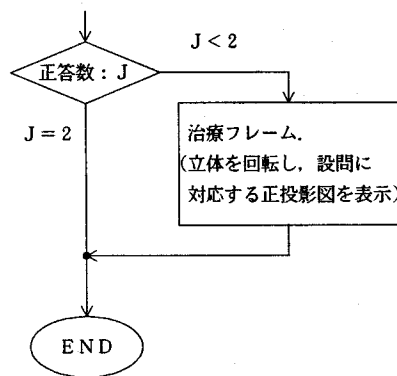 J<2
正答数:J
J=2
治療フレーム.
(立体を回転し,設問に
対応する正投影図を表示)
END